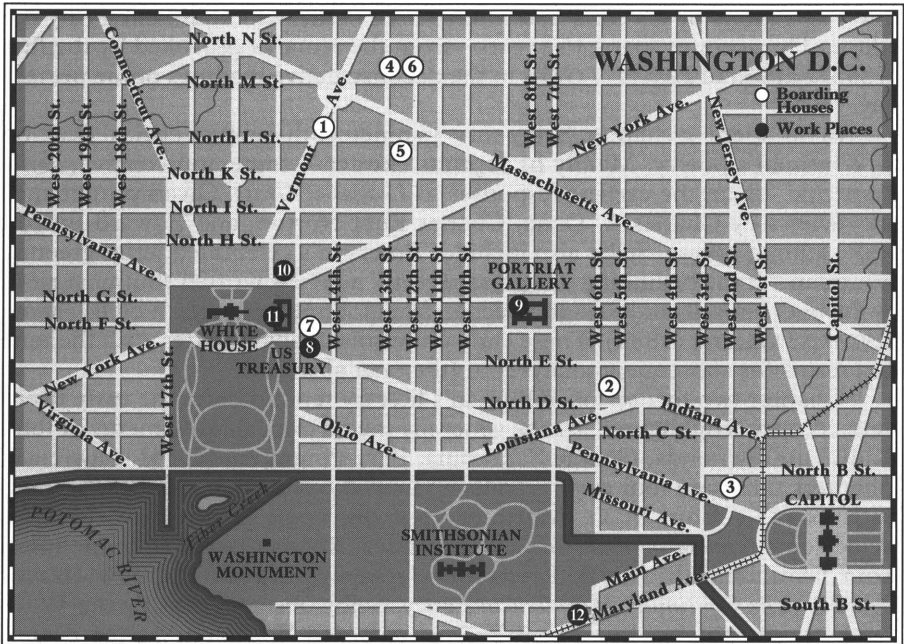 North N St.
Connecticut Ave.
North M St.
4 6
West 8th St.
West 7th St.
WASHINGTON D.C.
Boarding
Houses
Work Places
West 20th St.
West 19th St.
West 18th St.
Vermont Ave.
1
New York Ave.
New Jersey Ave.
North L St.
5
North K St.
Massachusetts Ave.
North I St.
Pennsylvania Ave.
North H St.
10
West 14th St.
West 13th St.
West 12th St.
West 11th St.
West 10th St.
PORTRIAT
GALLERY
9
West 6th St.
West 5th St.
West 4th St.
West 3rd St.
West 2nd St.
West 1st St.
Capitol St.
North G St.
North F St.
11
7
WHITE
HOUSE
8
US
TREASURY
New York Ave.
North E St.
2
West 17th St.
Virginia Ave.
North D St.
Ohio Ave.
Louisiana Ave.
Indiana Ave.
North C St.
Pennsylvania Ave.
North B St.
3
Missouri Ave.
CAPITOL
POTOMAC RIVER
Fiber Creek
WASHINGTON
MONUMENT
SMITHSONIAN
INSTITUTE
Main Ave.
Maryland Ave.
12
South B St.